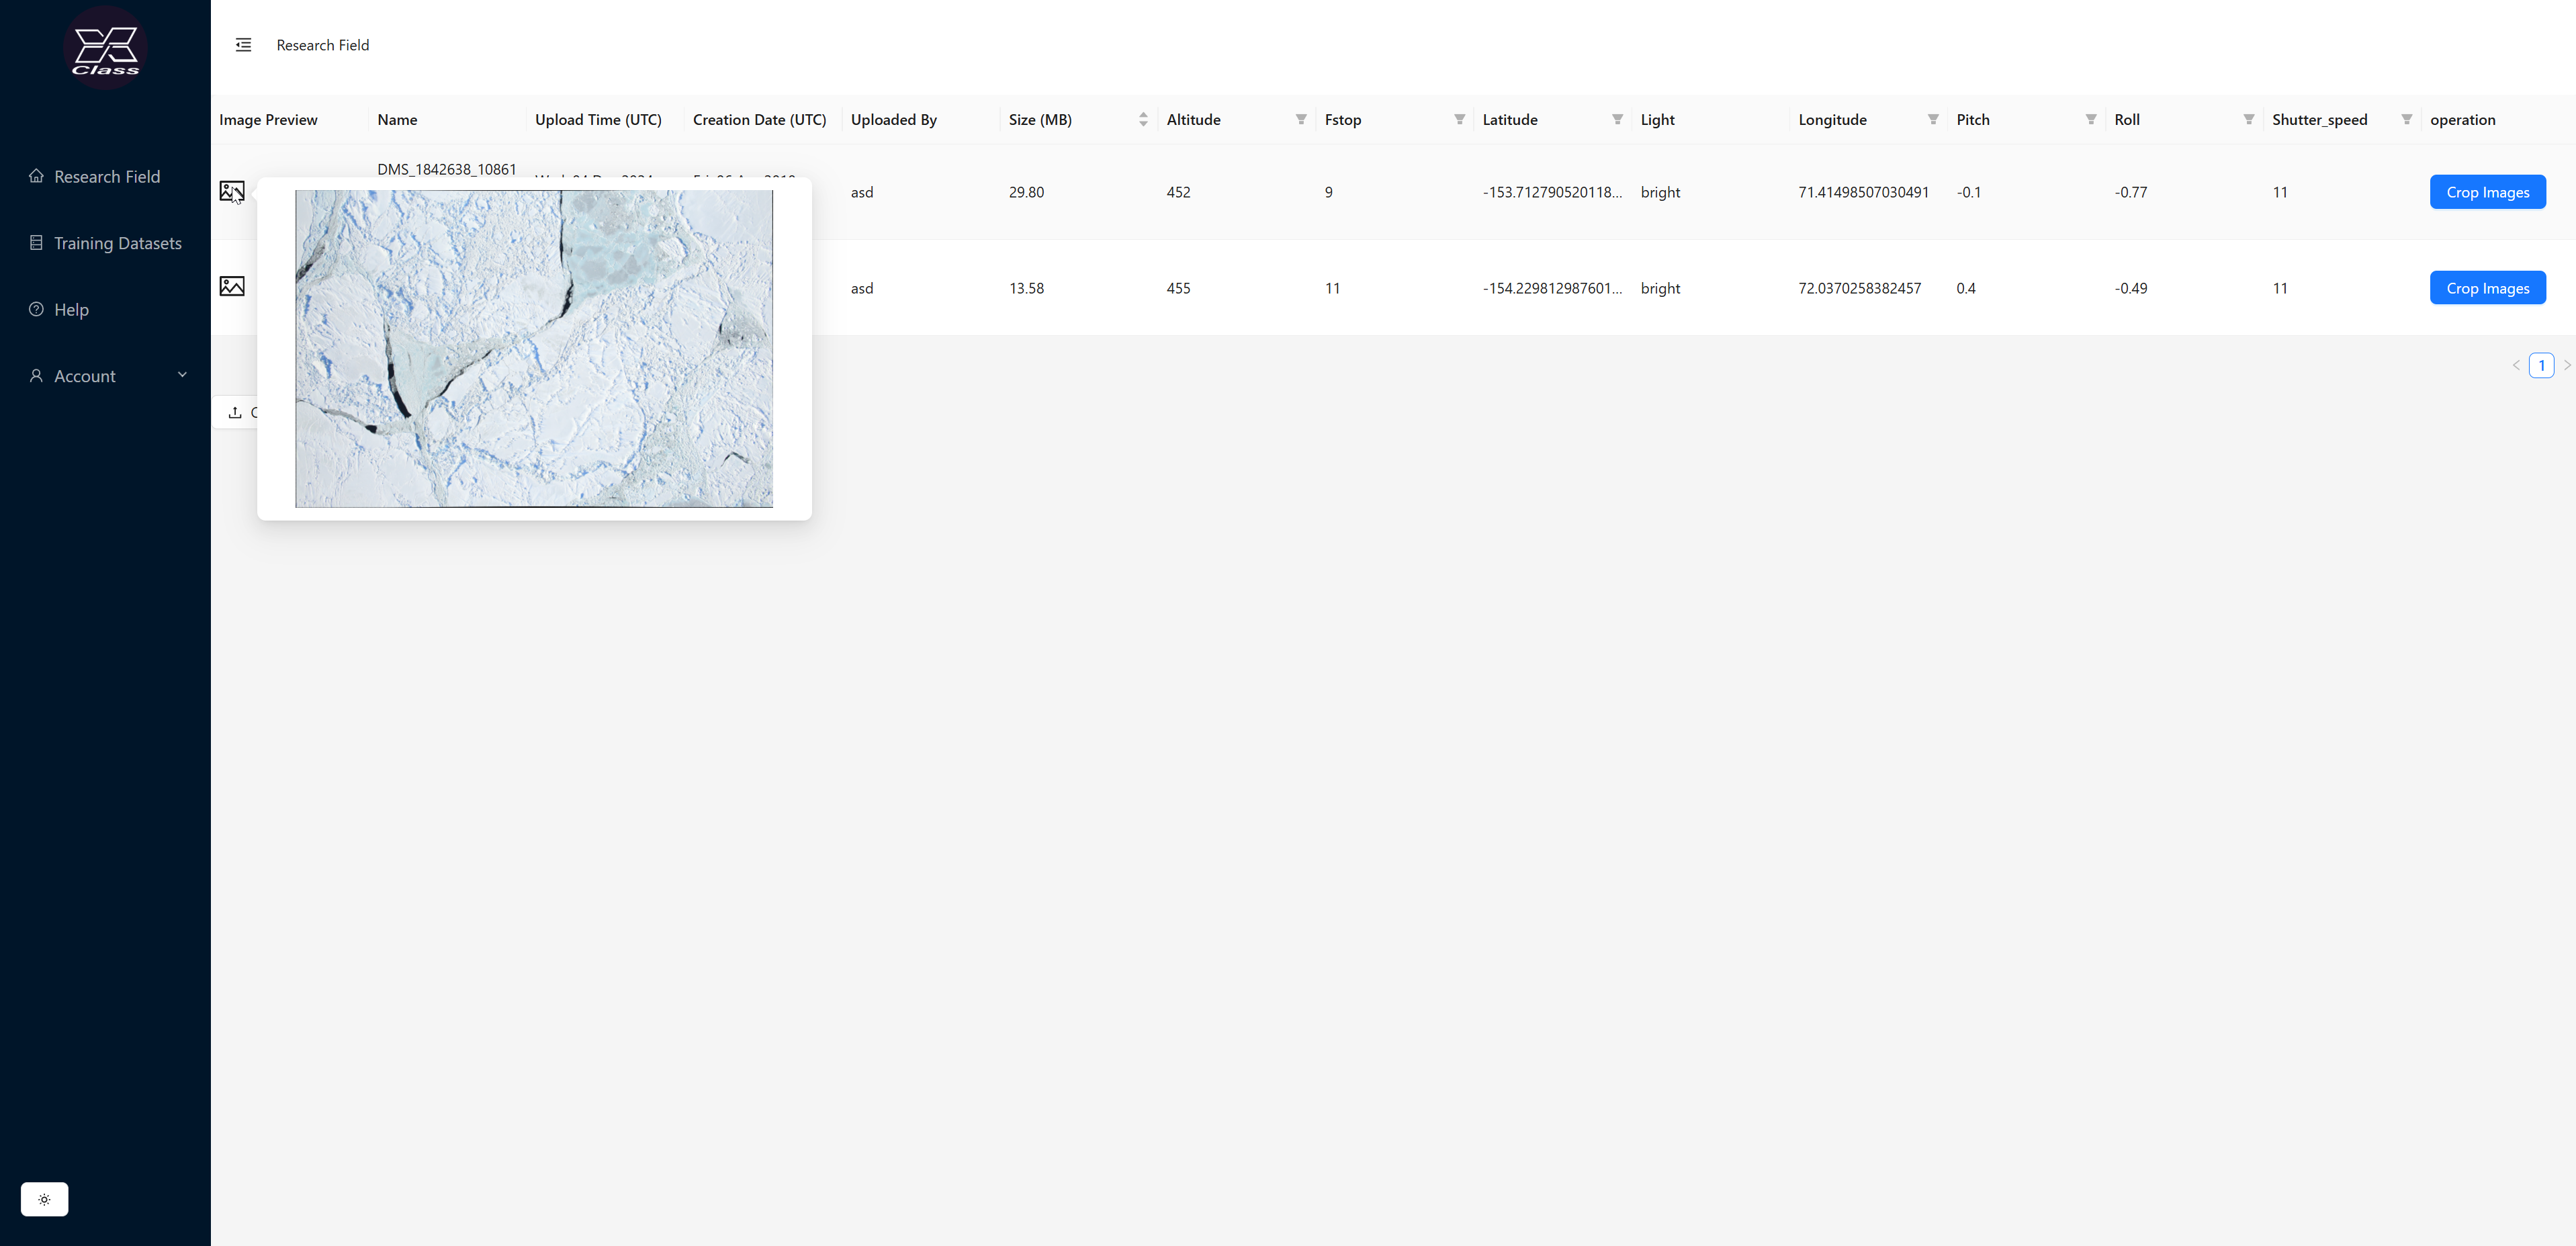 Class
Research Field
Research Field
Training Datasets
Help
Account
Image Preview Name Upload Time (UTC) Creation Date (UTC) Uploaded By Size (MB) Altitude Fstop Latitude Light Longitude Pitch Roll Shutter_speed operation
DMS_1842638_10861
asd 29.80 452 9 -153.712790520118... bright 71.41498507030491 -0.1 -0.77 11 Crop Images
asd 13.58 455 11 -154.229812987601... bright 72.0370258382457 0.4 -0.49 11 Crop Images
1